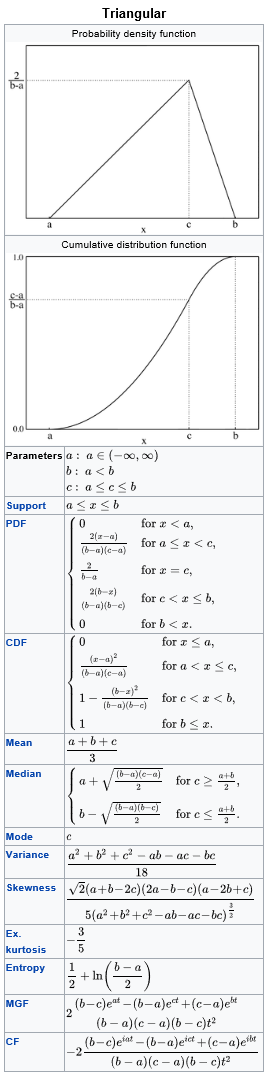 Triangular
Probability density function
2
b-a
a
c
b
x
Cumulative distribution function
1.0
c-a
b-a
0.0
a
c
b
x
Parameters a : a ∈ (−∞, ∞)
b : a < b
c : a ≤ c ≤ b
Support a ≤ x ≤ b
PDF { 0 for x < a,
2(x−a)/((b−a)(c−a)) for a ≤ x < c,
2/(b−a) for x = c,
2(b−x)/((b−a)(b−c)) for c < x ≤ b,
0 for b < x.
CDF { 0 for x ≤ a,
(x−a)²/((b−a)(c−a)) for a < x ≤ c,
1 − (b−x)²/((b−a)(b−c)) for c < x < b,
1 for b ≤ x.
Mean (a + b + c)/3
Median { a + √((b−a)(c−a)/2) for c ≥ (a+b)/2,
b − √((b−a)(b−c)/2) for c ≤ (a+b)/2.
Mode c
Variance (a² + b² + c² − ab − ac − bc)/18
Skewness √2(a+b−2c)(2a−b−c)(a−2b+c)/(5(a²+b²+c²−ab−ac−bc)^(3/2))
Ex. kurtosis −3/5
Entropy 1/2 + ln((b−a)/2)
MGF 2 ((b−c)e^(at) − (b−a)e^(ct) + (c−a)e^(bt))/((b−a)(c−a)(b−c)t²)
CF −2 ((b−c)e^(iat) − (b−a)e^(ict) + (c−a)e^(ibt))/((b−a)(c−a)(b−c)t²)